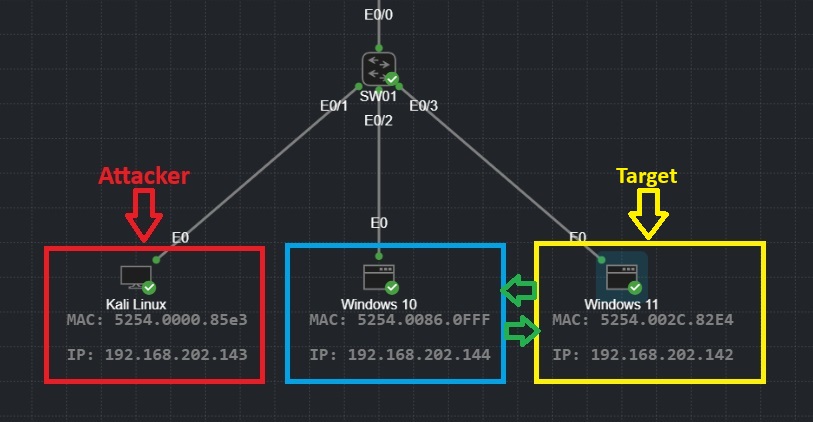 E0/0
SW01
E0/1
E0/2
E0/3
Attacker
Target
E0
E0
E0
Kali Linux
MAC: 5254.0000.85e3
IP: 192.168.202.143
Windows 10
MAC: 5254.0086.0FFF
IP: 192.168.202.144
Windows 11
MAC: 5254.002C.82E4
IP: 192.168.202.142